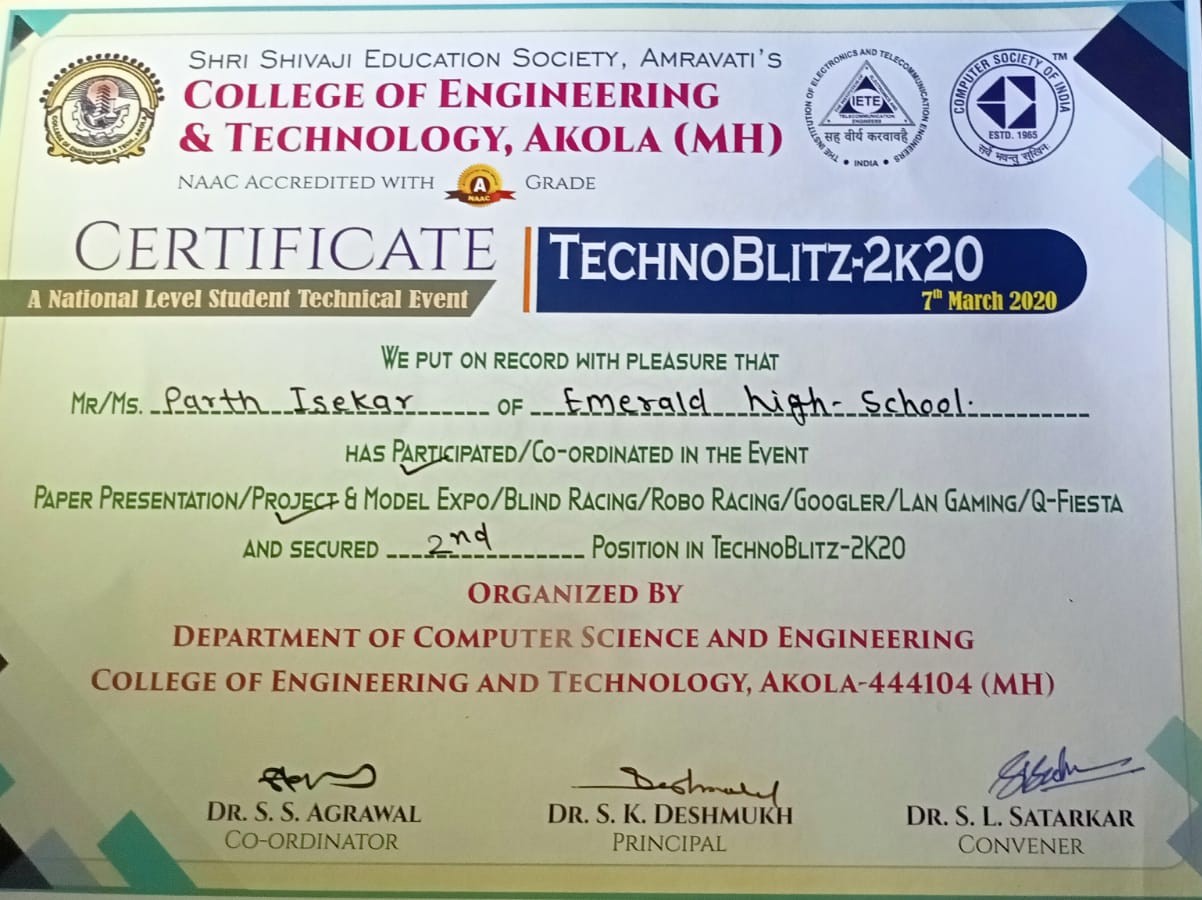 SHRI SHIVAJI EDUCATION SOCIETY, AMRAVATI'S
COLLEGE OF ENGINEERING
& TECHNOLOGY, AKOLA (MH)
NAAC ACCREDITED WITH A NAAC GRADE
THE INSTITUTION OF ELECTRONICS AND TELECOMMUNICATION ENGINEERS
IETE
सह वीर्य करवावहै
• INDIA •
COMPUTER SOCIETY OF INDIA TM
ESTD. 1965
सर्वे भवन्तु सुखिनः
CERTIFICATE
A National Level Student Technical Event
TECHNOBLITZ-2K20
7th March 2020
WE PUT ON RECORD WITH PLEASURE THAT
MR/MS. Parth Isekar OF Emerald high-School.
HAS PARTICIPATED/CO-ORDINATED IN THE EVENT
PAPER PRESENTATION/PROJECT & MODEL EXPO/BLIND RACING/ROBO RACING/GOOGLER/LAN GAMING/Q-FIESTA
AND SECURED 2nd POSITION IN TECHNOBLITZ-2K20
ORGANIZED BY
DEPARTMENT OF COMPUTER SCIENCE AND ENGINEERING
COLLEGE OF ENGINEERING AND TECHNOLOGY, AKOLA-444104 (MH)
DR. S. S. AGRAWAL
CO-ORDINATOR
Deshmukh
DR. S. K. DESHMUKH
PRINCIPAL
DR. S. L. SATARKAR
CONVENER